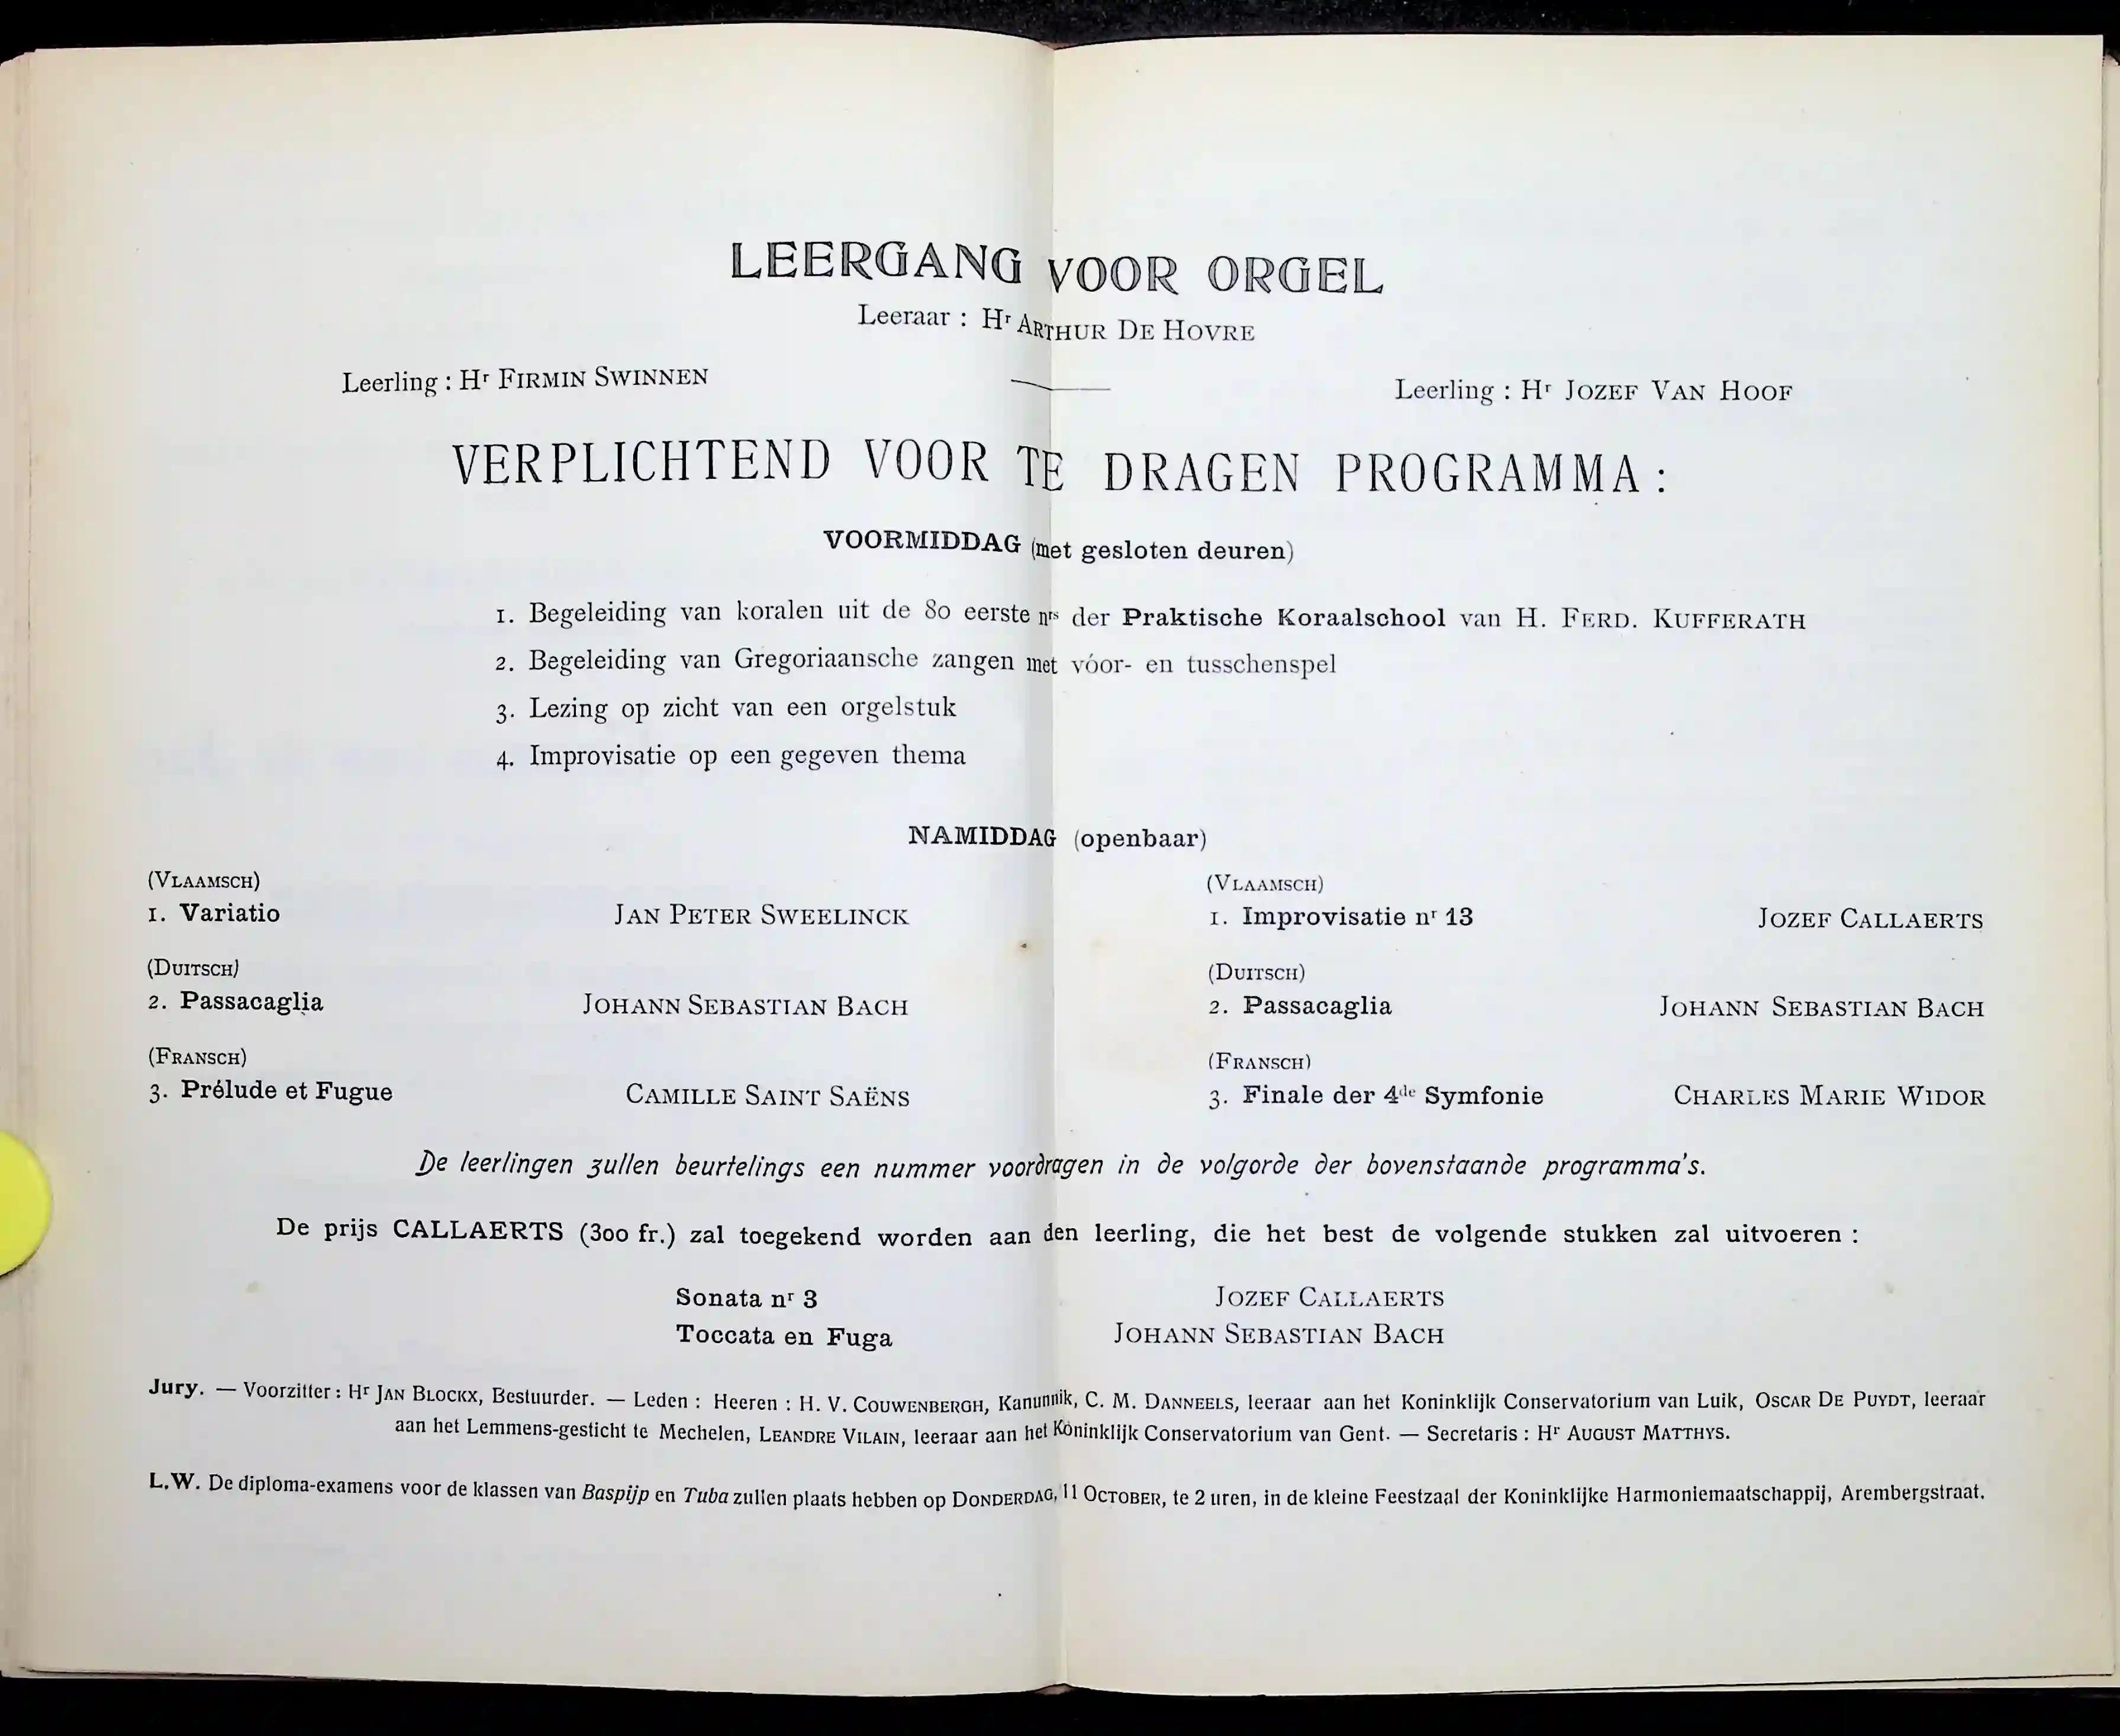 LEERGANG VOOR ORGEL
Leeraar : Hr ARTHUR DE HOVRE
Leerling : Hr FIRMIN SWINNEN
Leerling : Hr JOZEF VAN HOOF
VERPLICHTEND VOOR TE DRAGEN PROGRAMMA :
VOORMIDDAG (met gesloten deuren)
1. Begeleiding van koralen uit de 80 eerste nrs der Praktische Koraalschool van H. FERD. KUFFERATH
2. Begeleiding van Gregoriaansche zangen met vóor- en tusschenspel
3. Lezing op zicht van een orgelstuk
4. Improvisatie op een gegeven thema
NAMIDDAG (openbaar)
(VLAAMSCH)
1. Variatio JAN PETER SWEELINCK
(DUITSCH)
2. Passacaglia JOHANN SEBASTIAN BACH
(FRANSCH)
3. Prélude et Fugue CAMILLE SAINT SAËNS
(VLAAMSCH)
1. Improvisatie nr 13 JOZEF CALLAERTS
(DUITSCH)
2. Passacaglia JOHANN SEBASTIAN BACH
(FRANSCH)
3. Finale der 4de Symfonie CHARLES MARIE WIDOR
De leerlingen zullen beurtelings een nummer voordragen in de volgorde der bovenstaande programma's.
De prijs CALLAERTS (300 fr.) zal toegekend worden aan den leerling, die het best de volgende stukken zal uitvoeren :
Sonata nr 3 JOZEF CALLAERTS
Toccata en Fuga JOHANN SEBASTIAN BACH
Jury. — Voorzitter : Hr JAN BLOCKX, Bestuurder. — Leden : Heeren : H. V. COUWENBERGH, Kanunnik, C. M. DANNEELS, leeraar aan het Koninklijk Conservatorium van Luik, OSCAR DE PUYDT, leeraar
aan het Lemmens-gesticht te Mechelen, LEANDRE VILAIN, leeraar aan het Koninklijk Conservatorium van Gent. — Secretaris : Hr AUGUST MATTHYS.
L.W. De diploma-examens voor de klassen van Baspijp en Tuba zullen plaats hebben op DONDERDAG, 11 OCTOBER, te 2 uren, in de kleine Feestzaal der Koninklijke Harmoniemaatschappij, Arembergstraat.